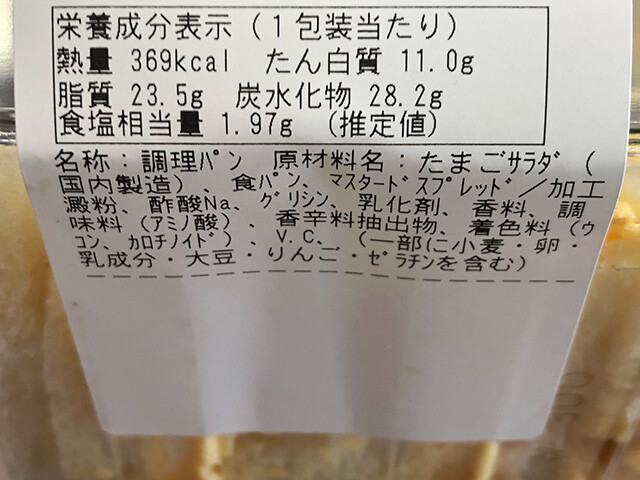 栄養成分表示(1包装当たり)
熱量 369kcal たん白質 11.0g
脂質 23.5g 炭水化物 28.2g
食塩相当量 1.97g (推定値)
名称:調理パン 原材料名:たまごサラダ(
国内製造)、食パン、マスタードスプレッド/加工
澱粉、酢酸Na、グリシン、乳化剤、香料、調
味料(アミノ酸)、香辛料抽出物、着色料(ウ
コン、カロチノイド)、V.C、(一部に小麦・卵・
乳成分・大豆・りんご・ゼラチンを含む)